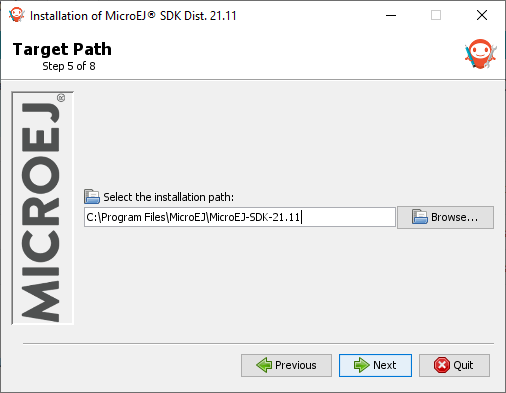 Installation of MicroEJ® SDK Dist. 21.11
Target Path
Step 5 of 8
MICROEJ®
Select the installation path:
C:\Program Files\MicroEJ\MicroEJ-SDK-21.11
Browse...
Previous
Next
Quit